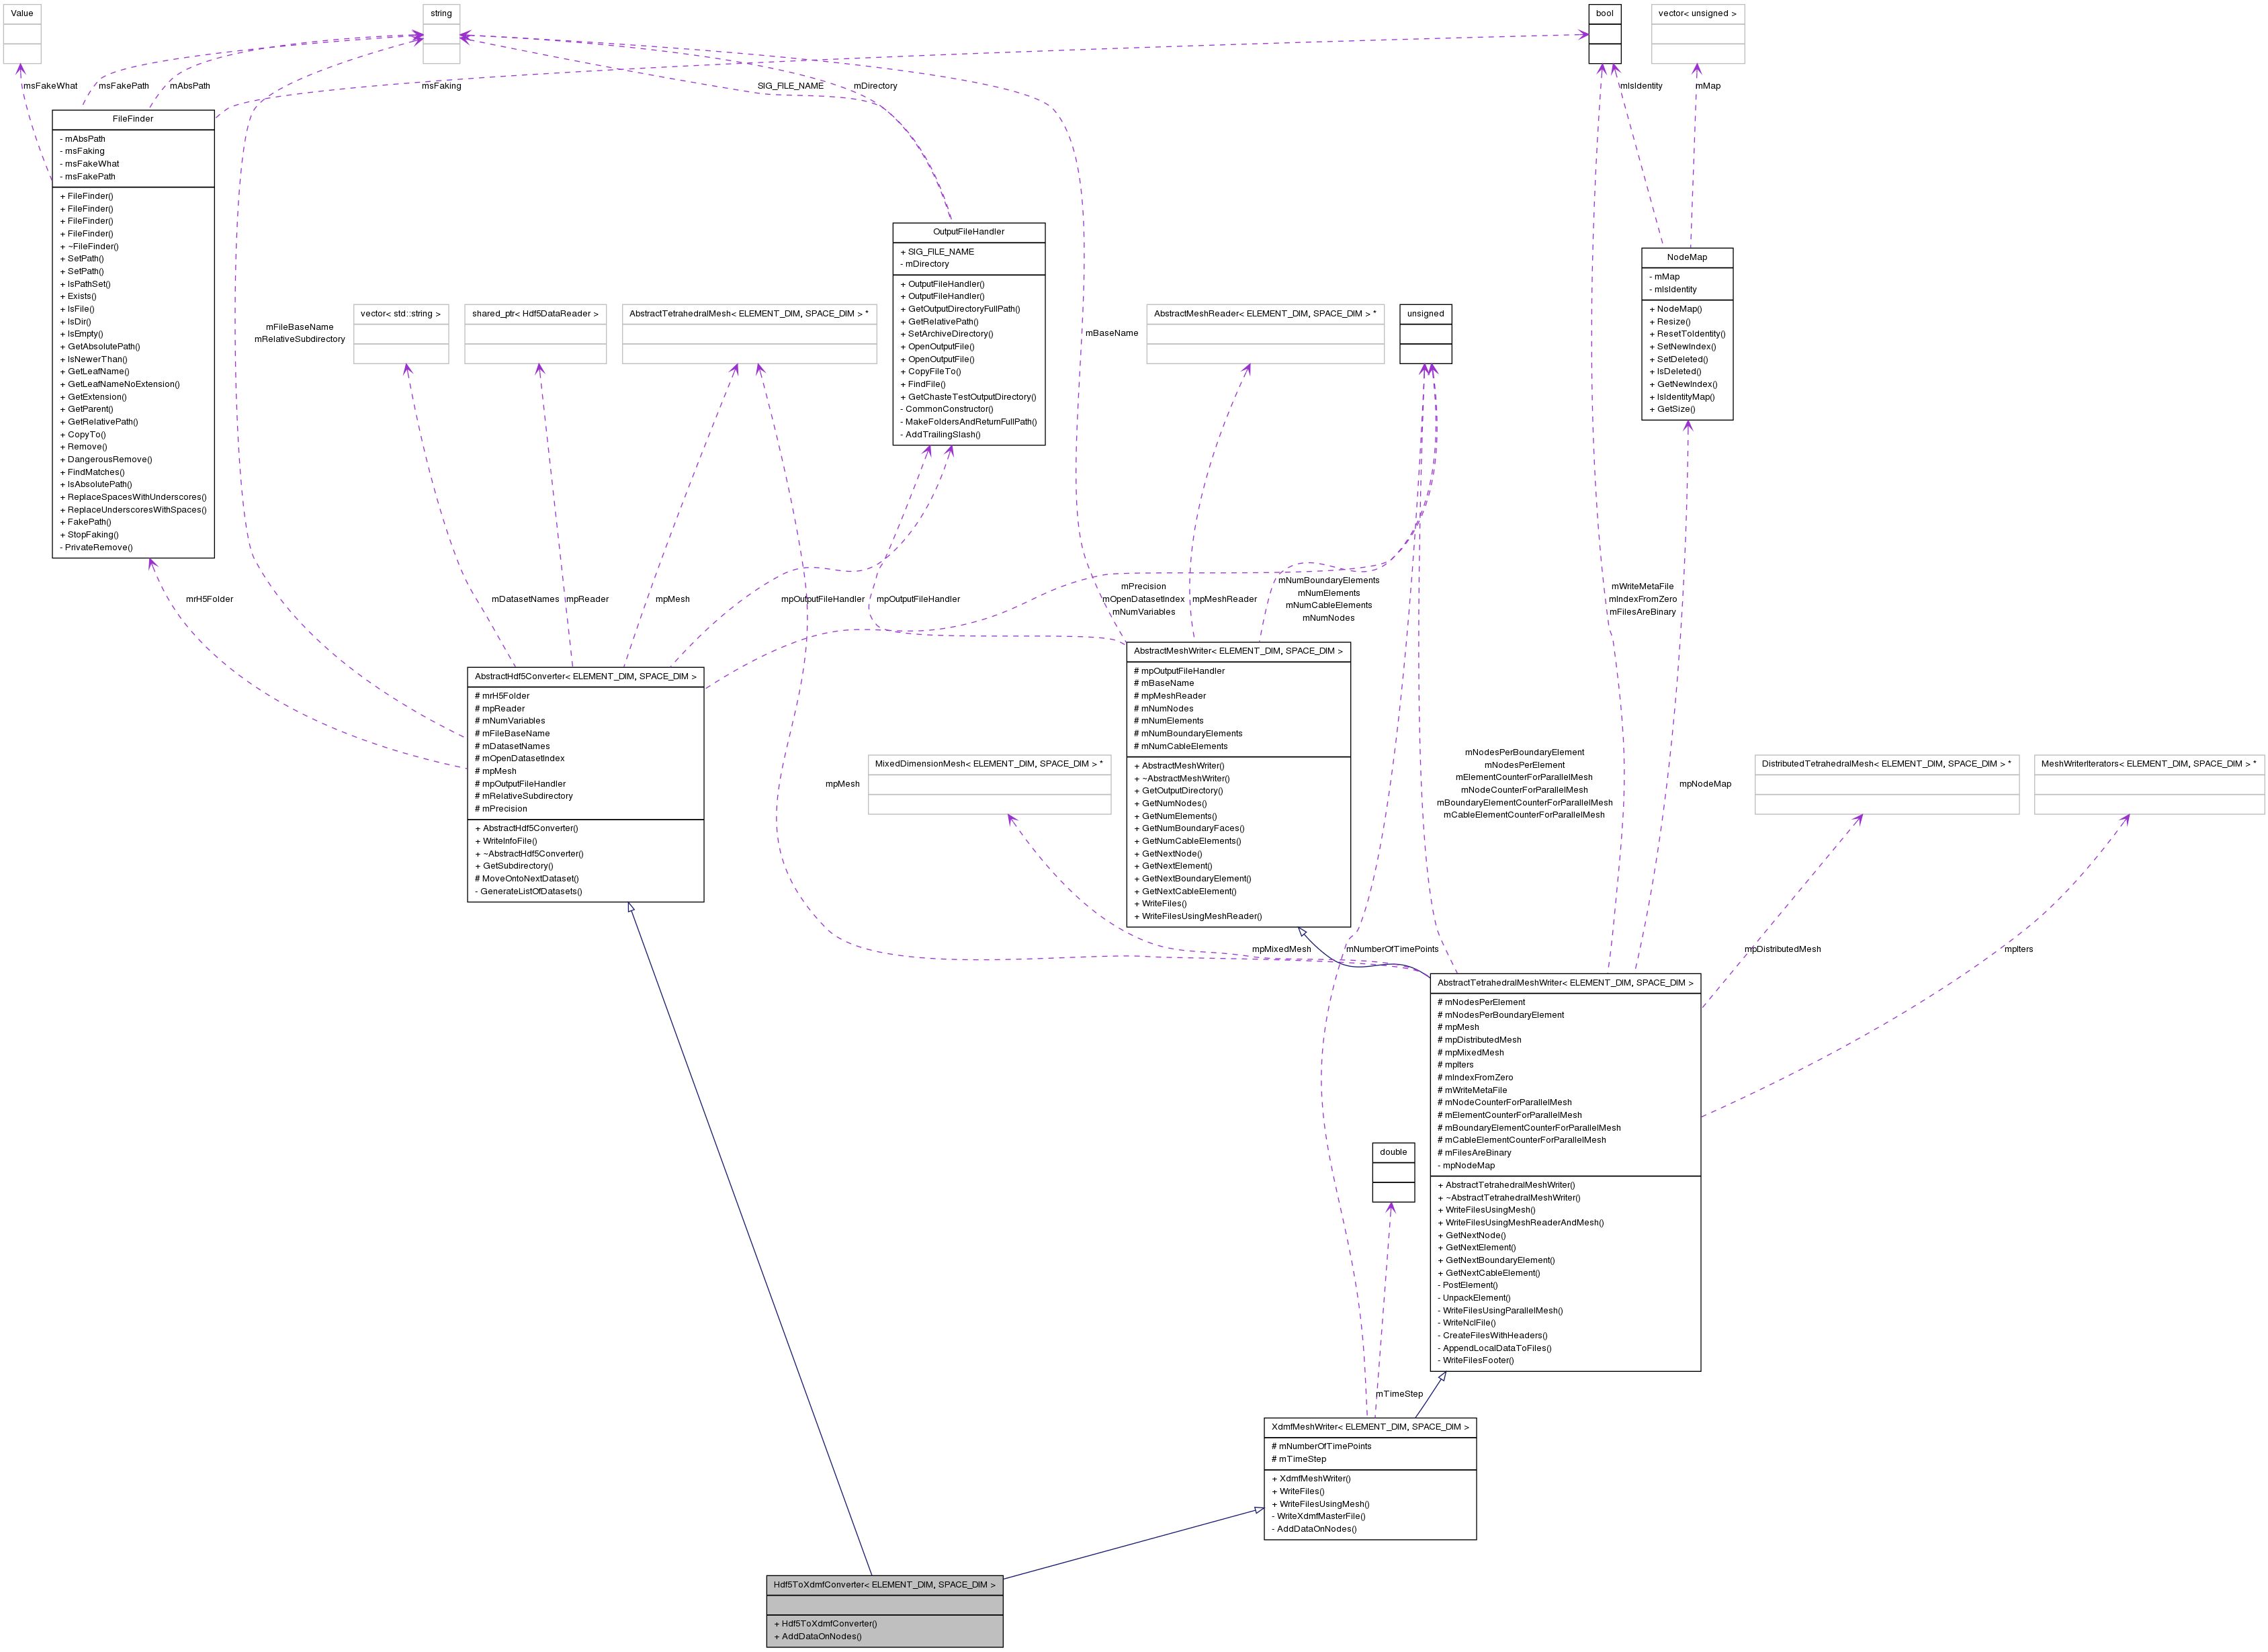 Value
string
bool
vector< unsigned >
msFakeWhat
msFakePath
mAbsPath
msFaking
SIG_FILE_NAME
mDirectory
mIsIdentity
mMap
FileFinder
- mAbsPath
- msFaking
- msFakeWhat
- msFakePath
+ FileFinder()
+ FileFinder()
+ FileFinder()
+ FileFinder()
+ ~FileFinder()
+ SetPath()
+ SetPath()
+ IsPathSet()
+ Exists()
+ IsFile()
+ IsDir()
+ IsEmpty()
+ GetAbsolutePath()
+ IsNewerThan()
+ GetLeafName()
+ GetLeafNameNoExtension()
+ GetExtension()
+ GetParent()
+ GetRelativePath()
+ CopyTo()
+ Remove()
+ DangerousRemove()
+ FindMatches()
+ IsAbsolutePath()
+ ReplaceSpacesWithUnderscores()
+ ReplaceUnderscoresWithSpaces()
+ FakePath()
+ StopFaking()
- PrivateRemove()
OutputFileHandler
+ SIG_FILE_NAME
- mDirectory
+ OutputFileHandler()
+ OutputFileHandler()
+ GetOutputDirectoryFullPath()
+ GetRelativePath()
+ SetArchiveDirectory()
+ OpenOutputFile()
+ OpenOutputFile()
+ CopyFileTo()
+ FindFile()
+ GetChasteTestOutputDirectory()
- CommonConstructor()
- MakeFoldersAndReturnFullPath()
- AddTrailingSlash()
NodeMap
- mMap
- mIsIdentity
+ NodeMap()
+ Resize()
+ ResetToIdentity()
+ SetNewIndex()
+ SetDeleted()
+ IsDeleted()
+ GetNewIndex()
+ IsIdentityMap()
+ GetSize()
mFileBaseName
mRelativeSubdirectory
vector< std::string >
shared_ptr< Hdf5DataReader >
AbstractTetrahedralMesh< ELEMENT_DIM, SPACE_DIM > *
mBaseName
AbstractMeshReader< ELEMENT_DIM, SPACE_DIM > *
unsigned
mrH5Folder
mDatasetNames
mpReader
mpMesh
mpOutputFileHandler
mpOutputFileHandler
mPrecision
mOpenDatasetIndex
mNumVariables
mpMeshReader
mNumBoundaryElements
mNumElements
mNumCableElements
mNumNodes
mWriteMetaFile
mIndexFromZero
mFilesAreBinary
AbstractHdf5Converter< ELEMENT_DIM, SPACE_DIM >
# mrH5Folder
# mpReader
# mNumVariables
# mFileBaseName
# mDatasetNames
# mOpenDatasetIndex
# mpMesh
# mpOutputFileHandler
# mRelativeSubdirectory
# mPrecision
+ AbstractHdf5Converter()
+ WriteInfoFile()
+ ~AbstractHdf5Converter()
+ GetSubdirectory()
# MoveOntoNextDataset()
- GenerateListOfDatasets()
AbstractMeshWriter< ELEMENT_DIM, SPACE_DIM >
# mpOutputFileHandler
# mBaseName
# mpMeshReader
# mNumNodes
# mNumElements
# mNumBoundaryElements
# mNumCableElements
+ AbstractMeshWriter()
+ ~AbstractMeshWriter()
+ GetOutputDirectory()
+ GetNumNodes()
+ GetNumElements()
+ GetNumBoundaryFaces()
+ GetNumCableElements()
+ GetNextNode()
+ GetNextElement()
+ GetNextBoundaryElement()
+ GetNextCableElement()
+ WriteFiles()
+ WriteFilesUsingMeshReader()
mpMesh
MixedDimensionMesh< ELEMENT_DIM, SPACE_DIM > *
mNodesPerBoundaryElement
mNodesPerElement
mElementCounterForParallelMesh
mNodeCounterForParallelMesh
mBoundaryElementCounterForParallelMesh
mCableElementCounterForParallelMesh
mpNodeMap
DistributedTetrahedralMesh< ELEMENT_DIM, SPACE_DIM > *
MeshWriterIterators< ELEMENT_DIM, SPACE_DIM > *
mpMixedMesh
mNumberOfTimePoints
mpDistributedMesh
mpIters
AbstractTetrahedralMeshWriter< ELEMENT_DIM, SPACE_DIM >
# mNodesPerElement
# mNodesPerBoundaryElement
# mpMesh
# mpDistributedMesh
# mpMixedMesh
# mpIters
# mIndexFromZero
# mWriteMetaFile
# mNodeCounterForParallelMesh
# mElementCounterForParallelMesh
# mBoundaryElementCounterForParallelMesh
# mCableElementCounterForParallelMesh
# mFilesAreBinary
- mpNodeMap
+ AbstractTetrahedralMeshWriter()
+ ~AbstractTetrahedralMeshWriter()
+ WriteFilesUsingMesh()
+ WriteFilesUsingMeshReaderAndMesh()
+ GetNextNode()
+ GetNextElement()
+ GetNextBoundaryElement()
+ GetNextCableElement()
- PostElement()
- UnpackElement()
- WriteFilesUsingParallelMesh()
- WriteNclFile()
- CreateFilesWithHeaders()
- AppendLocalDataToFiles()
- WriteFilesFooter()
double
mTimeStep
XdmfMeshWriter< ELEMENT_DIM, SPACE_DIM >
# mNumberOfTimePoints
# mTimeStep
+ XdmfMeshWriter()
+ WriteFiles()
+ WriteFilesUsingMesh()
- WriteXdmfMasterFile()
- AddDataOnNodes()
Hdf5ToXdmfConverter< ELEMENT_DIM, SPACE_DIM >
+ Hdf5ToXdmfConverter()
+ AddDataOnNodes()